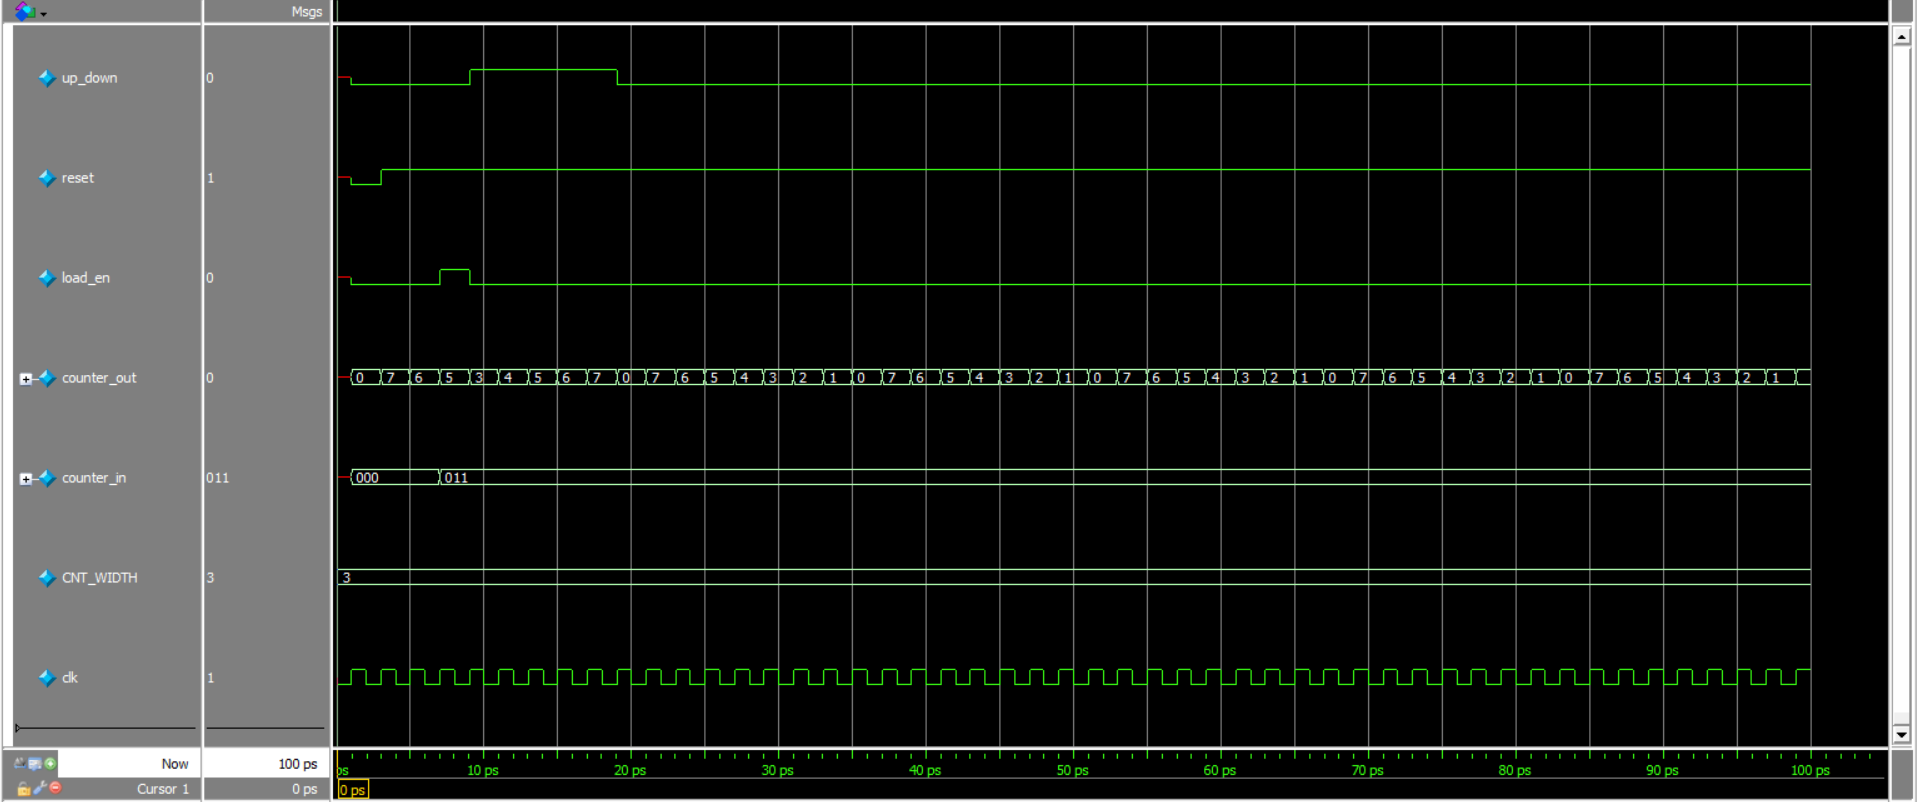 Msgs
up_down 0
reset 1
load_en 0
counter_out 0 0 7 6 5 3 4 5 6 7 0 7 6 5 4 3 2 1 0 7 6 5 4 3 2 1 0 7 6 5 4 3 2 1 0 7 6 5 4 3 2 1 0 7 6 5 4 3 2 1
counter_in 011 000 011
CNT_WIDTH 3 3
clk 1
Now 100 ps ps 10 ps 20 ps 30 ps 40 ps 50 ps 60 ps 70 ps 80 ps 90 ps 100 ps
Cursor 1 0 ps 0 ps